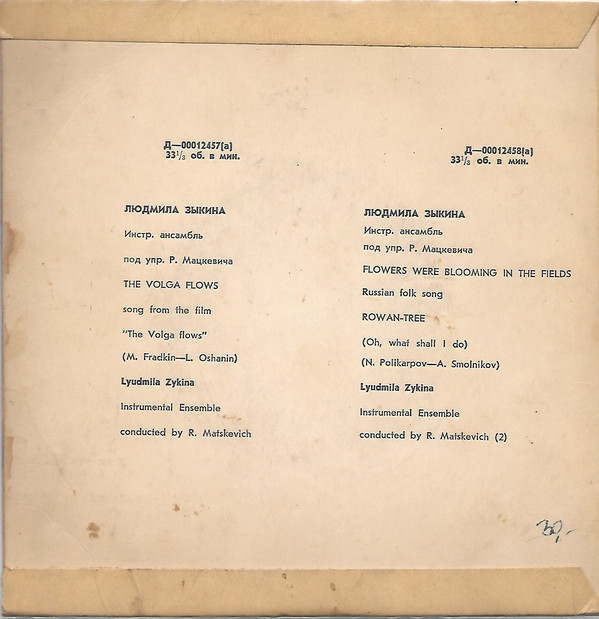 Д—00012457(а)
33⅓ об. в мин.
ЛЮДМИЛА ЗЫКИНА
Инстр. ансамбль
под упр. Р. Мацкевича
THE VOLGA FLOWS
song from the film
"The Volga flows"
(M. Fradkin—L. Oshanin)
Lyudmila Zykina
Instrumental Ensemble
conducted by R. Matskevich
Д—00012458(а)
33⅓ об. в мин.
ЛЮДМИЛА ЗЫКИНА
Инстр. ансамбль
под упр. Р. Мацкевича
FLOWERS WERE BLOOMING IN THE FIELDS
Russian folk song
ROWAN-TREE
(Oh, what shall I do)
(N. Polikarpov—A. Smolnikov)
Lyudmila Zykina
Instrumental Ensemble
conducted by R. Matskevich (2)
30,-